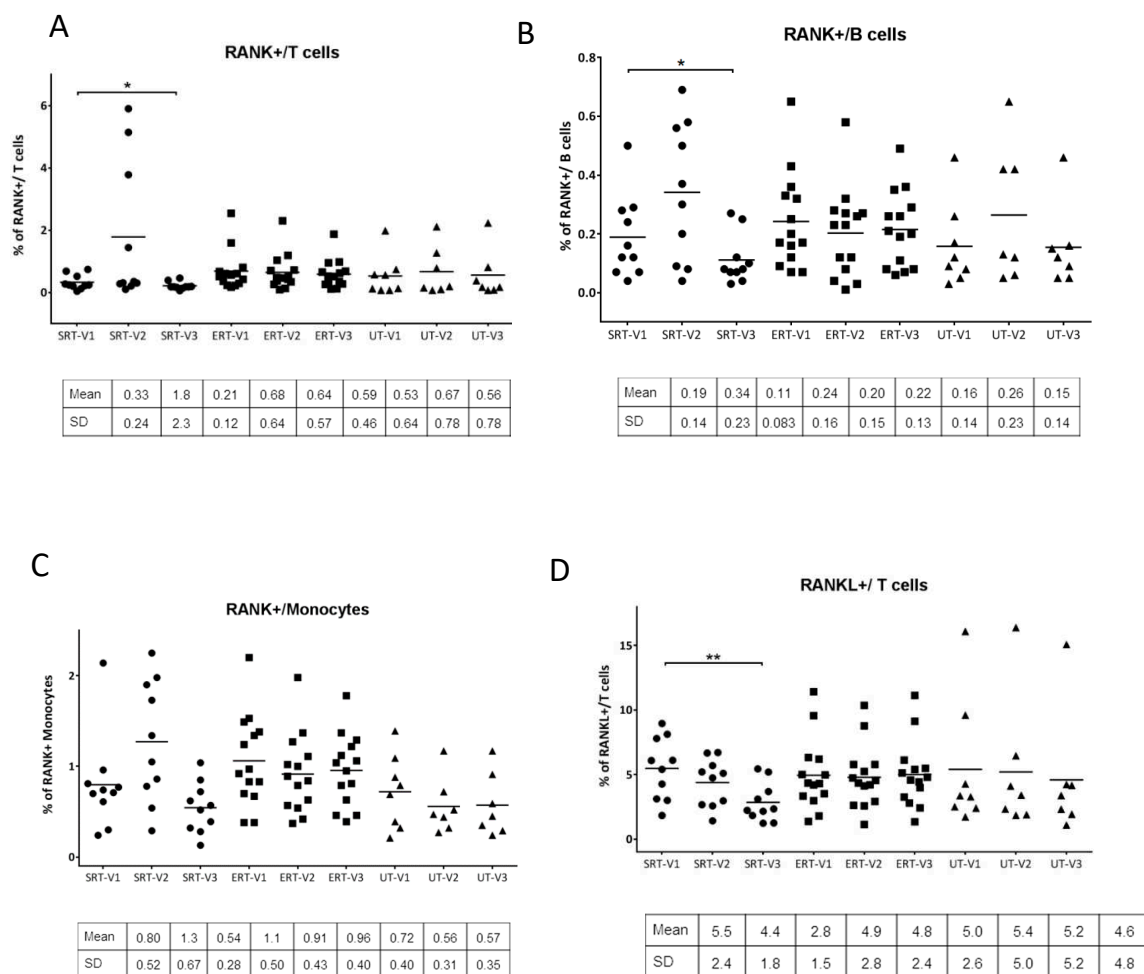 A
RANK+/T cells
*
% of RANK+/ T cells
6
4
2
0
SRT-V1 SRT-V2 SRT-V3 ERT-V1 ERT-V2 ERT-V3 UT-V1 UT-V2 UT-V3
Mean 0.33 1.8 0.21 0.68 0.64 0.59 0.53 0.67 0.56
SD 0.24 2.3 0.12 0.64 0.57 0.46 0.64 0.78 0.78
B
RANK+/B cells
*
% of RANK+/ B cells
0.8
0.6
0.4
0.2
0.0
SRT-V1 SRT-V2 SRT-V3 ERT-V1 ERT-V2 ERT-V3 UT-V1 UT-V2 UT-V3
Mean 0.19 0.34 0.11 0.24 0.20 0.22 0.16 0.26 0.15
SD 0.14 0.23 0.083 0.16 0.15 0.13 0.14 0.23 0.14
C
RANK+/Monocytes
% of RANK+ Monocytes
2
1
0
SRT-V1 SRT-V2 SRT-V3 ERT-V1 ERT-V2 ERT-V3 UT-V1 UT-V2 UT-V3
Mean 0.80 1.3 0.54 1.1 0.91 0.96 0.72 0.56 0.57
SD 0.52 0.67 0.28 0.50 0.43 0.40 0.40 0.31 0.35
D
RANKL+/ T cells
**
% of RANKL+/T cells
15
10
5
0
SRT-V1 SRT-V2 SRT-V3 ERT-V1 ERT-V2 ERT-V3 UT-V1 UT-V2 UT-V3
Mean 5.5 4.4 2.8 4.9 4.8 5.0 5.4 5.2 4.6
SD 2.4 1.8 1.5 2.8 2.4 2.6 5.0 5.2 4.8